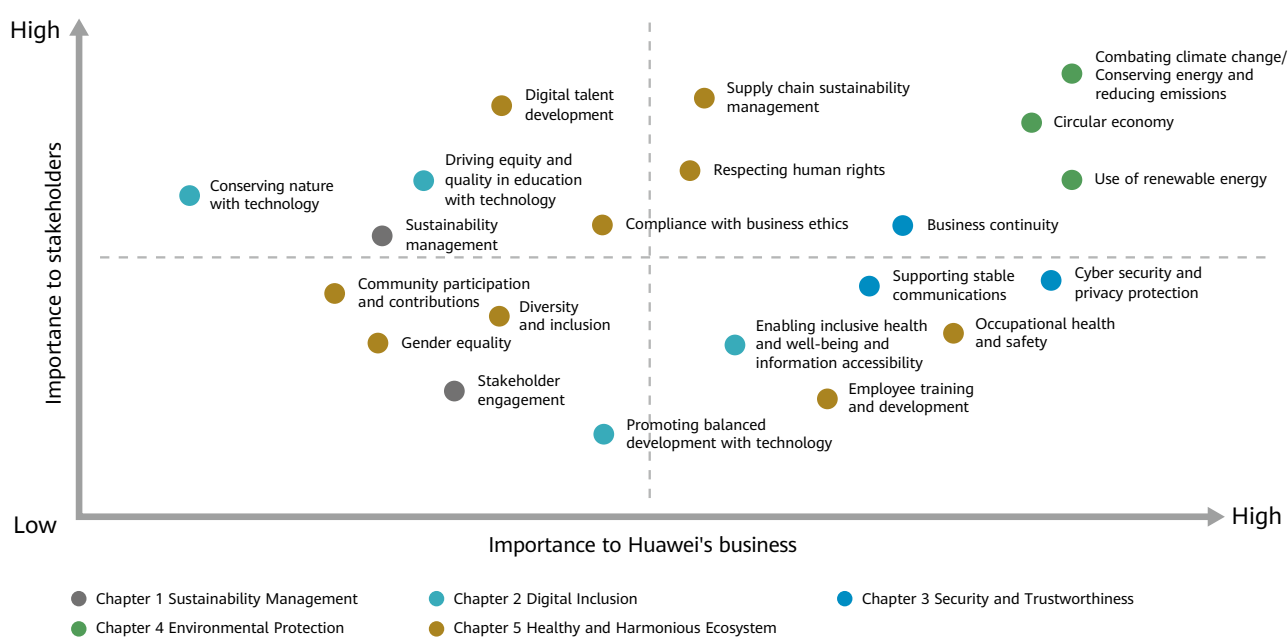 High
Combating climate change/
Conserving energy and
reducing emissions
Digital talent
development
Supply chain sustainability
management
Circular economy
Driving equity and
quality in education
with technology
Respecting human rights
Use of renewable energy
Conserving nature
with technology
Sustainability
management
Compliance with business ethics
Business continuity
Importance to stakeholders
Community participation
and contributions
Diversity
and inclusion
Supporting stable
communications
Cyber security and
privacy protection
Gender equality
Enabling inclusive health
and well-being and
information accessibility
Occupational health
and safety
Stakeholder
engagement
Employee training
and development
Promoting balanced
development with technology
Low
High
Importance to Huawei's business
Chapter 1 Sustainability Management
Chapter 2 Digital Inclusion
Chapter 3 Security and Trustworthiness
Chapter 4 Environmental Protection
Chapter 5 Healthy and Harmonious Ecosystem